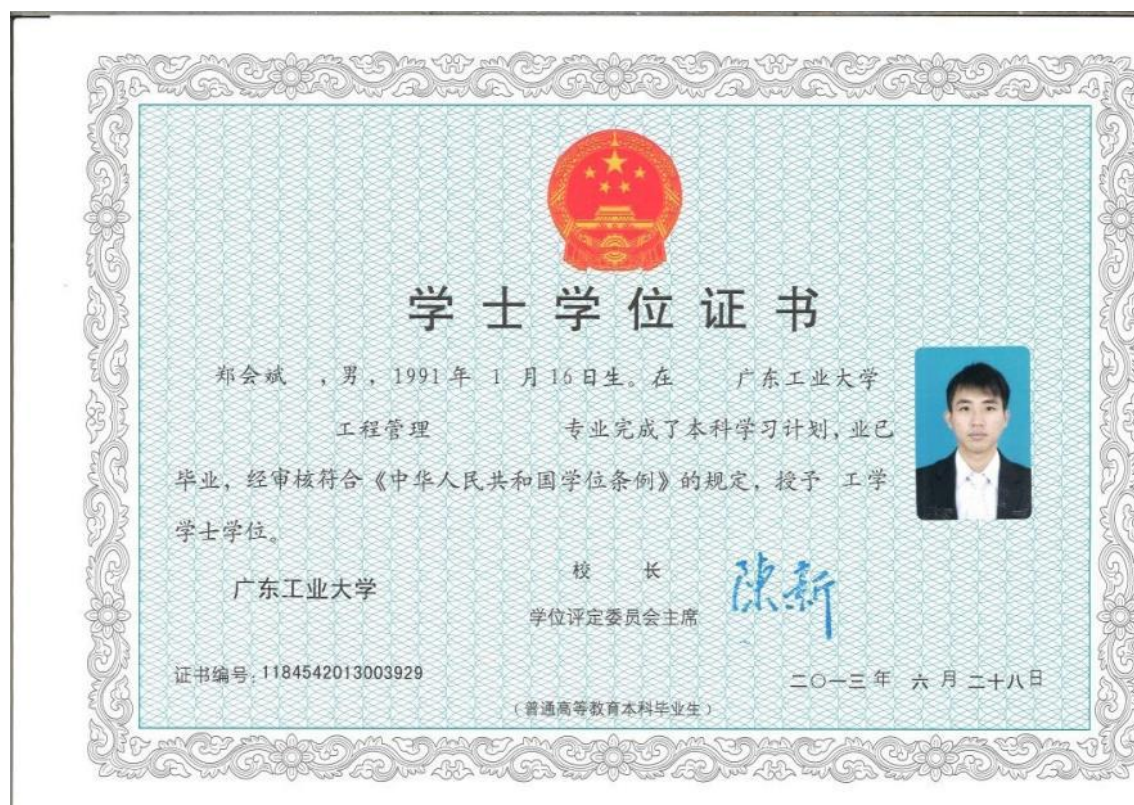 学士学位证书
郑会斌 ,男,1991年 1 月16日生。在 广东工业大学
工程管理 专业完成了本科学习计划,业已
毕业,经审核符合《中华人民共和国学位条例》的规定,授予 工学
学士学位。
广东工业大学
校 长
学位评定委员会主席
陈新
证书编号:1184542013003929
二〇一三 年 六 月 二十八日
(普通高等教育本科毕业生)